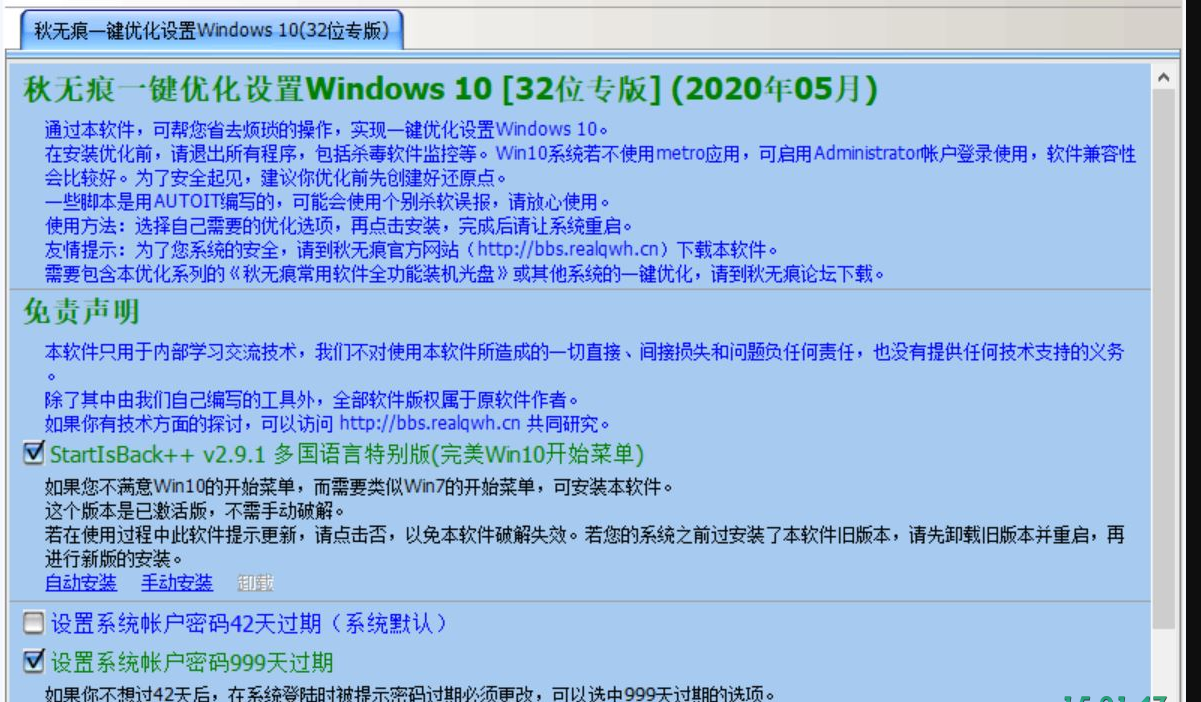 秋无痕一键优化设置Windows 10(32位专版)
秋无痕一键优化设置Windows 10 [32位专版] (2020年05月)
通过本软件，可帮您省去烦琐的操作，实现一键优化设置Windows 10。
在安装优化前，请退出所有程序，包括杀毒软件监控等。Win10系统若不使用metro应用，可启用Administrator帐户登录使用，软件兼容性
会比较好。为了安全起见，建议你优化前先创建好还原点。
一些脚本是用AUTOIT编写的，可能会使用个别杀软误报，请放心使用。
使用方法：选择自己需要的优化选项，再点击安装，完成后请让系统重启。
友情提示：为了您系统的安全，请到秋无痕官方网站（http://bbs.realqwh.cn）下载本软件。
需要包含本优化系列的《秋无痕常用软件全功能装机光盘》或其他系统的一键优化，请到秋无痕论坛下载。
免责声明
本软件只用于内部学习交流技术，我们不对使用本软件所造成的一切直接、间接损失和问题负任何责任，也没有提供任何技术支持的义务
。
除了其中由我们自己编写的工具外，全部软件版权属于原软件作者。
如果你有技术方面的探讨，可以访问 http://bbs.realqwh.cn 共同研究。
StartIsBack++ v2.9.1 多国语言特别版(完美Win10开始菜单)
如果您不满意Win10的开始菜单，而需要类似Win7的开始菜单，可安装本软件。
这个版本是已激活版，不需手动破解。
若在使用过程中此软件提示更新，请点击否，以免本软件破解失效。若您的系统之前过安装了本软件旧版本，请先卸载旧版本并重启，再
进行新版的安装。
自动安装 手动安装 卸载
设置系统帐户密码42天过期（系统默认）
设置系统帐户密码999天过期
如果你不想过42天后，在系统登陆时被提示密码过期必须更改，可以选中999天过期的选项。